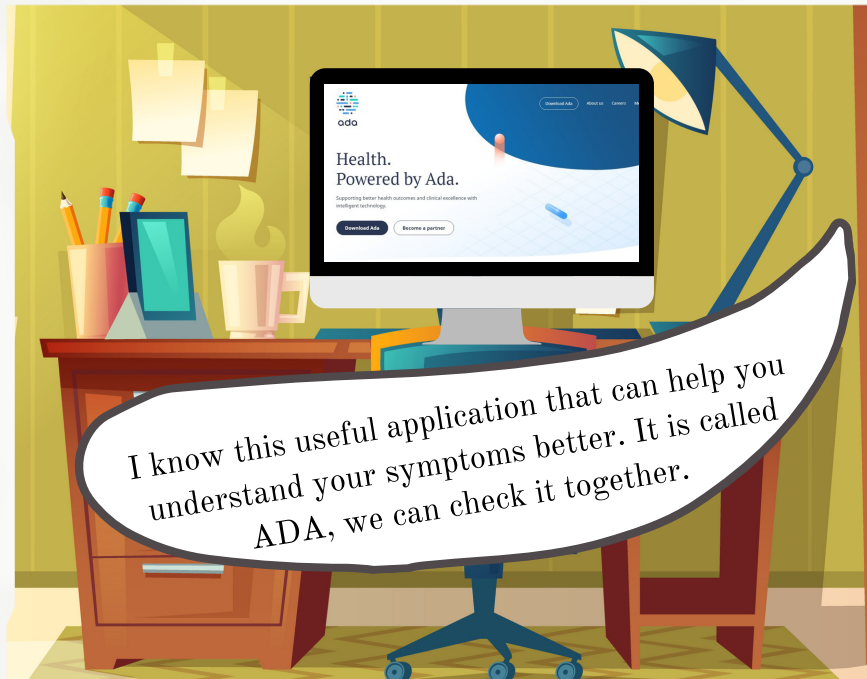 ada
Download Ada About us Careers
Health.
Powered by Ada.
Supporting better health outcomes and clinical excellence with
intelligent technology.
Download Ada Become a partner
I know this useful application that can help you
understand your symptoms better. It is called
ADA, we can check it together.